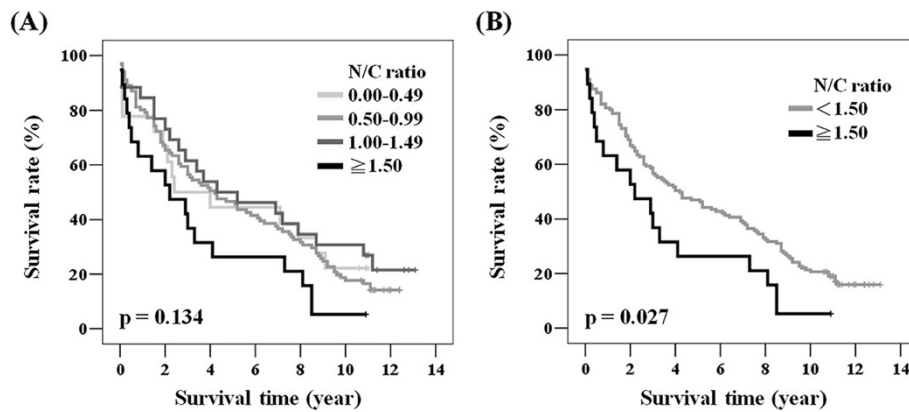 (A)
N/C ratio
0.00-0.49
0.50-0.99
1.00-1.49
≧1.50
Survival rate (%)
100
80
60
40
20
0
p = 0.134
0 2 4 6 8 10 12 14
Survival time (year)
(B)
N/C ratio
<1.50
≧1.50
Survival rate (%)
100
80
60
40
20
0
p = 0.027
0 2 4 6 8 10 12 14
Survival time (year)